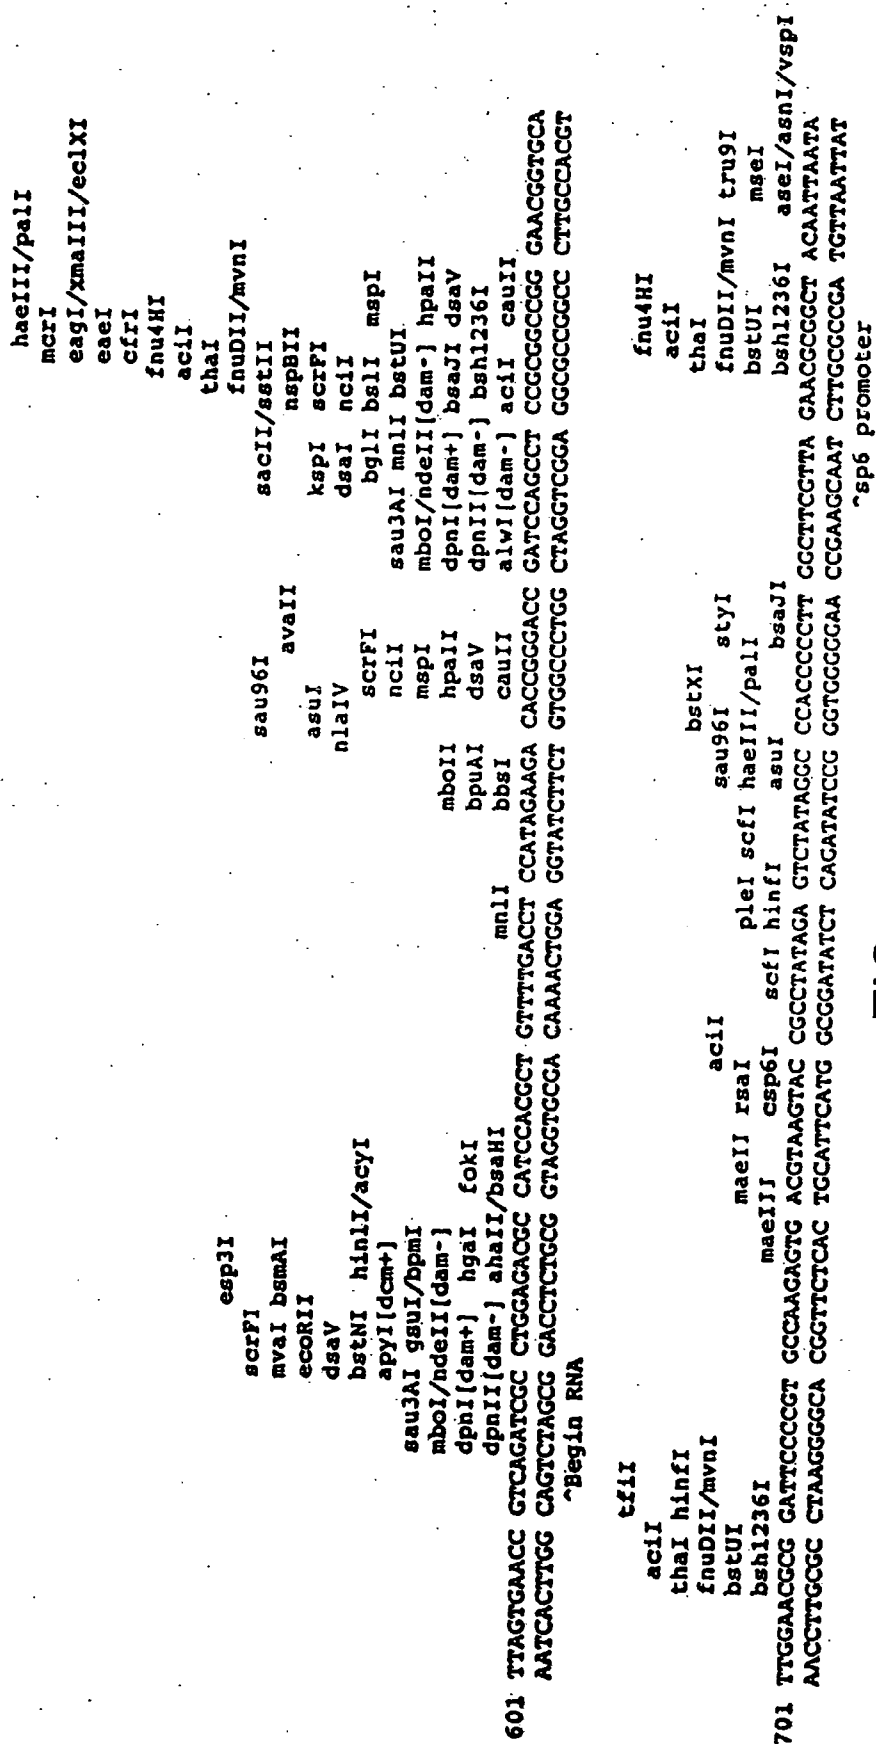 haeIII/palI
mcrI
eagI/xmaIII/eclXI
eaeI
cfrI
fnu4HI
aciI
thaI
esp3I sau96I fnuDII/mvnI
scrFI avaII sacII/sstII
mvaI bsmAI nspBII
ecoRII asuI kspI scrFI
dsaV nlaIV dsaI nciI
bstNI hinlI/acyI scrFI bglI bslI mspI
apyI[dcm+] nciI sau3AI mnlI bstUI
sau3AI gsuI/bpmI mspI mboI/ndeII[dam-] hpaII
mboI/ndeII[dam-] mboII hpaII dpnI[dam+] bsaJI dsaV
dpnI[dam+] hgaI fokI bpuAI dsaV dpnII[dam-] bsh1236I
dpnII[dam-] ahaII/bsaHI mnlI bbsI cauII alwI[dam-] aciI cauII
601 TTAGTGAACC GTCAGATCGC CTGGAGACGC CATCCACGCT GTTTTGACCT CCATAGAAGA CACCGGGACC GATCCAGCCT CCGCGGCCGG GAACGGTGCA
AATCACTTGG CAGTCTAGCG GACCTCTGCG GTAGGTGCGA CAAAACTGGA GGTATCTTCT GTGGCCCTGG CTAGGTCGGA GGCGCCGGCC CTTGCCACGT
^Begin RNA
tfiI fnu4HI
aciI aciI
thaI hinfI bstXI thaI
fnuDII/mvnI aciI sau96I styI fnuDII/mvnI tru9I
bstUI maeII rsaI pleI scfI haeIII/palI bstUI mseI
bsh1236I maeIII csp6I scfI hinfI asuI bsaJI bsh1236I aseI/asnI/vspI
701 TTGGAACGCG GATTCCCCGT GCCAAGAGTG ACGTAAGTAC CGCCTATAGA GTCTATAGGC CCACCCCCTT GGCTTCGTTA GAACGCGGCT ACAATTAATA
AACCTTGCGC CTAAGGGGCA CGGTTCTCAC TGCATTCATG GCGGATATCT CAGATATCCG GGTGGGGGAA CCGAAGCAAT CTTGCGCCGA TGTTAATTAT
^sp6 promoter